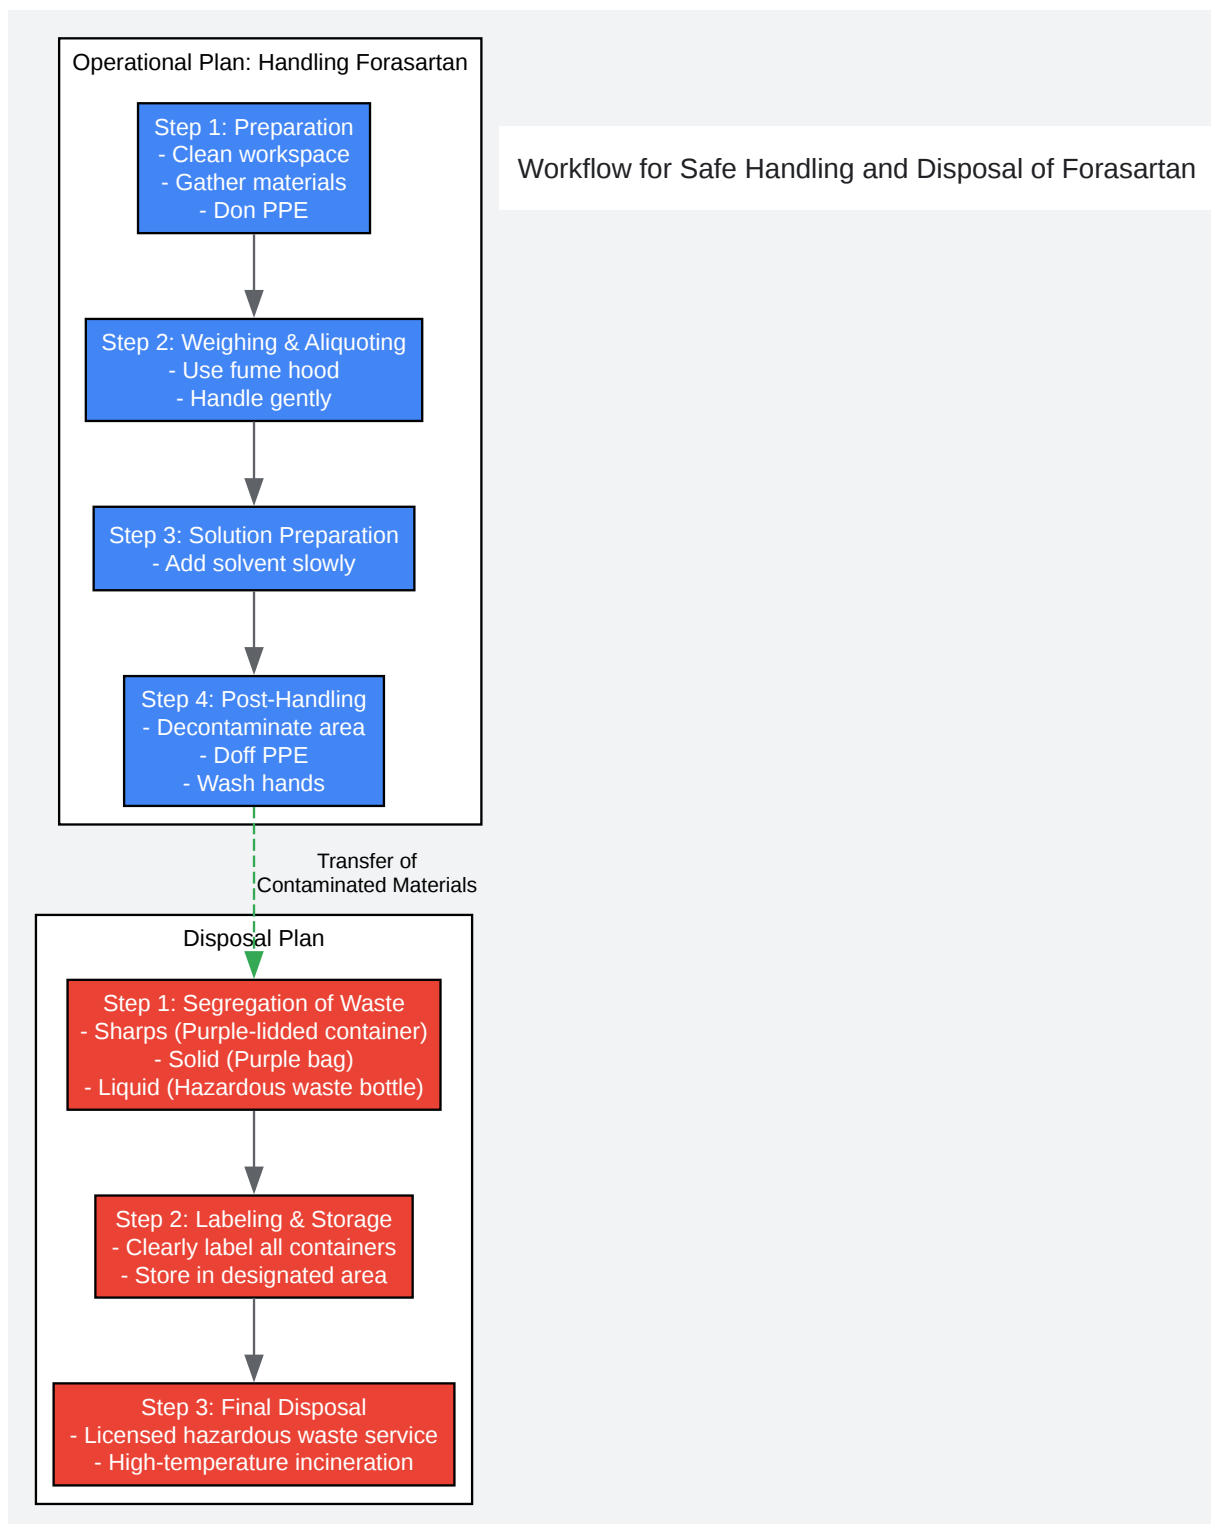 Operational Plan: Handling Forasartan
Step 1: Preparation
- Clean workspace
- Gather materials
- Don PPE
Workflow for Safe Handling and Disposal of Forasartan
Step 2: Weighing & Aliquoting
- Use fume hood
- Handle gently
Step 3: Solution Preparation
- Add solvent slowly
Step 4: Post-Handling
- Decontaminate area
- Doff PPE
- Wash hands
Transfer of
Contaminated Materials
Disposal Plan
Step 1: Segregation of Waste
- Sharps (Purple-lidded container)
- Solid (Purple bag)
- Liquid (Hazardous waste bottle)
Step 2: Labeling & Storage
- Clearly label all containers
- Store in designated area
Step 3: Final Disposal
- Licensed hazardous waste service
- High-temperature incineration